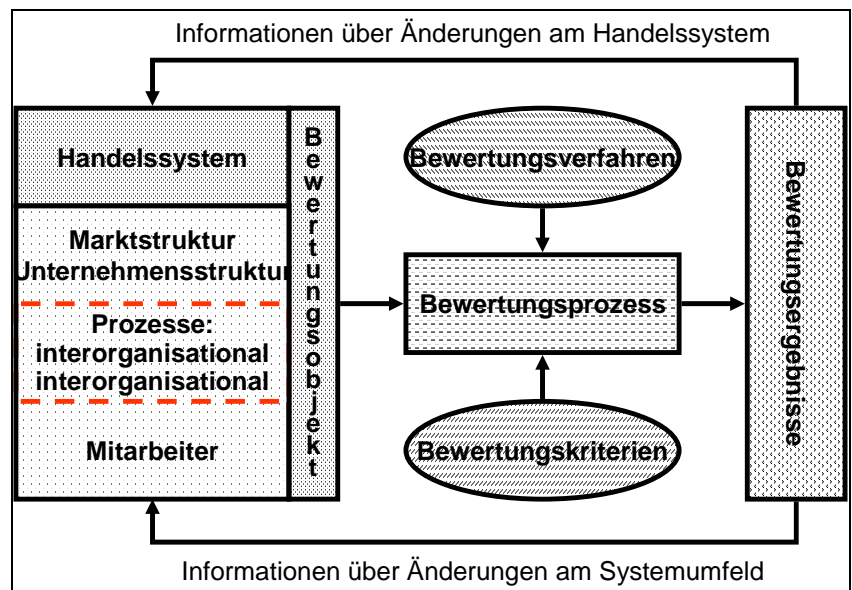 Informationen über Änderungen am Handelssystem
Handelssystem
Marktstruktur
Unternehmensstruktur
Prozesse:
interorganisational
interorganisational
Mitarbeiter
Bewertungsobjekt
Bewertungsverfahren
Bewertungsprozess
Bewertungskriterien
Bewertungsergebnisse
Informationen über Änderungen am Systemumfeld